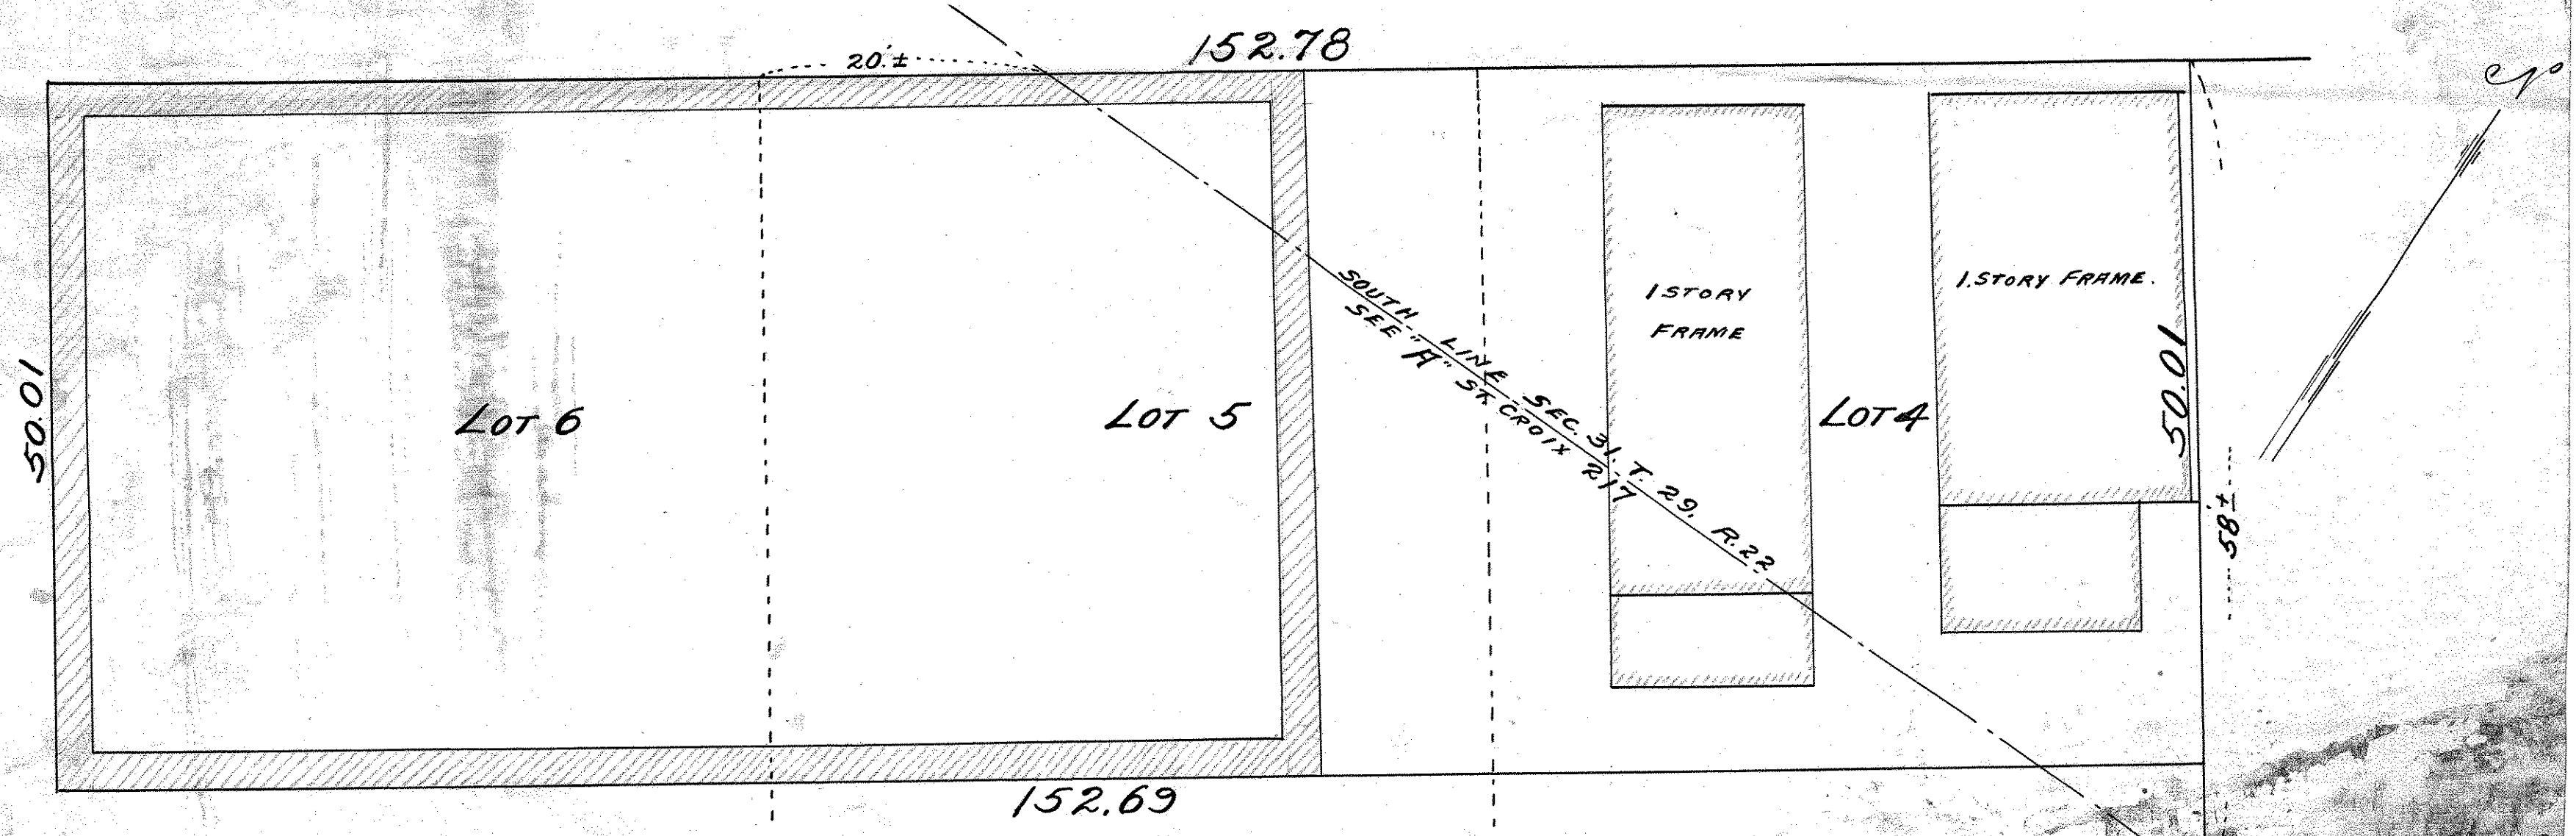 152.78
20.'±
50.01
LOT 6
LOT 5
SOUTH LINE SEC. 31. T. 29, R. 22
SEE "A" ST. CROIX 217
1 STORY
FRAME
LOT 4
1. STORY FRAME.
50.01
58'±
152.69